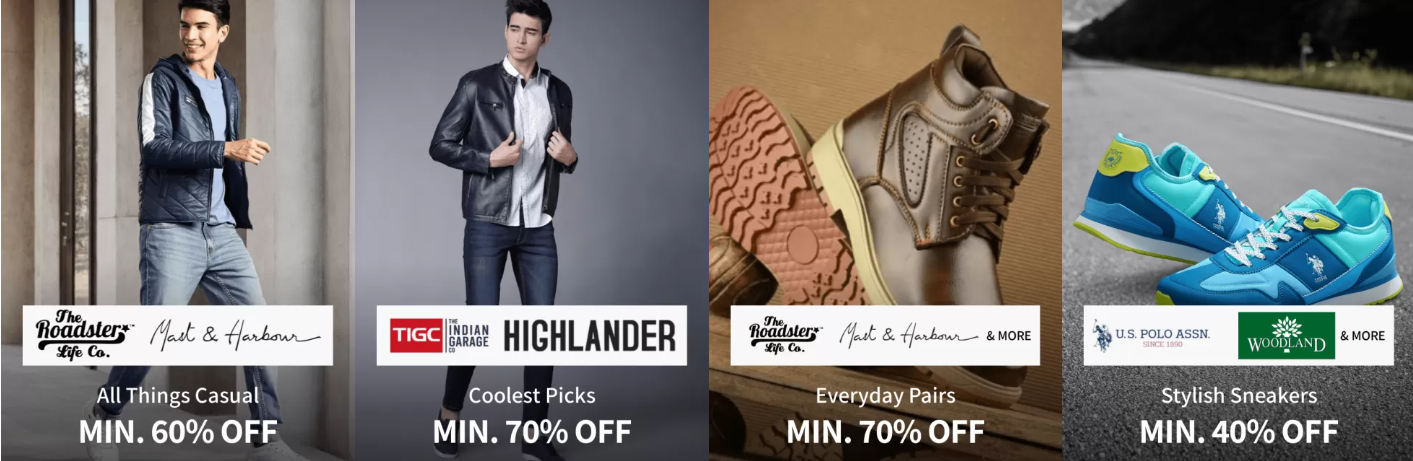 The
Roadster
Life Co.
Mast & Harbour
All Things Casual
MIN. 60% OFF
TIGC
THE
INDIAN
GARAGE
CO
HIGHLANDER
Coolest Picks
MIN. 70% OFF
The
Roadster
Life Co.
Mast & Harbour
& MORE
Everyday Pairs
MIN. 70% OFF
U.S. POLO ASSN.
SINCE 1890
WOODLAND
& MORE
Stylish Sneakers
MIN. 40% OFF